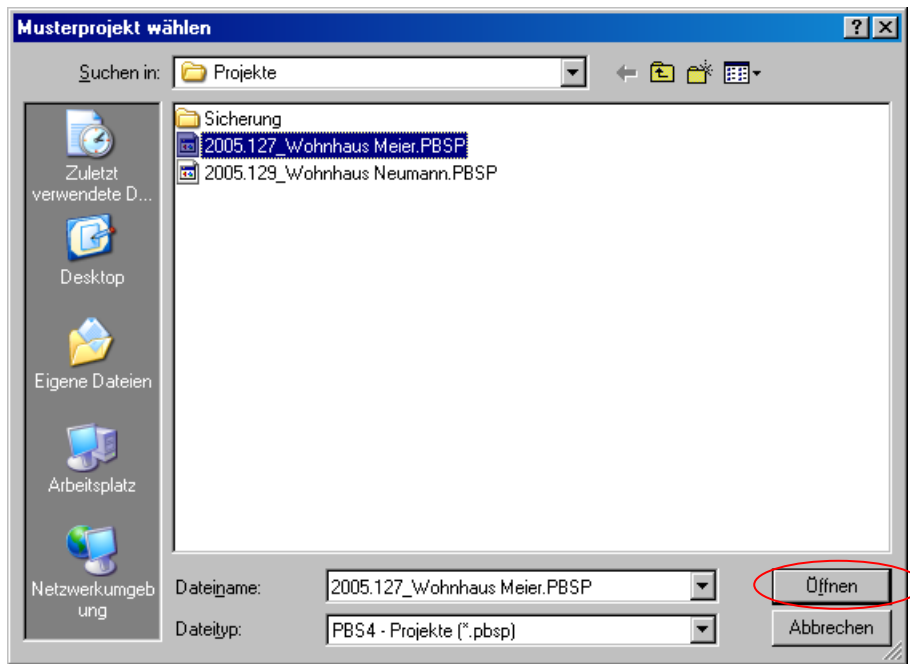 Musterprojekt wählen
Suchen in:
Projekte
Sicherung
2005.127_Wohnhaus Meier.PBSP
2005.129_Wohnhaus Neumann.PBSP
Zuletzt
verwendete D...
Desktop
Eigene Dateien
Arbeitsplatz
Netzwerkumgeb
ung
Dateiname:
2005.127_Wohnhaus Meier.PBSP
Öffnen
Dateityp:
PBS4 - Projekte (*.pbsp)
Abbrechen